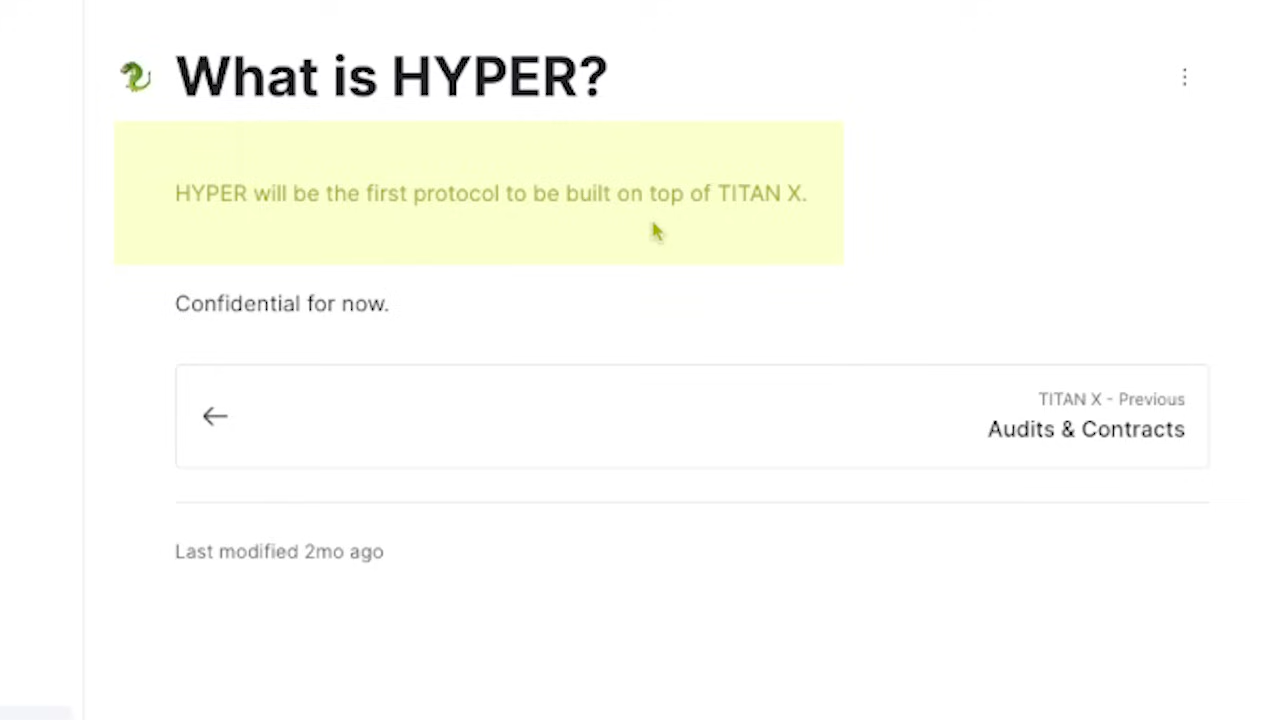 What is HYPER?
HYPER will be the first protocol to be built on top of TITAN X.
Confidential for now.
TITAN X - Previous
Audits & Contracts
Last modified 2mo ago